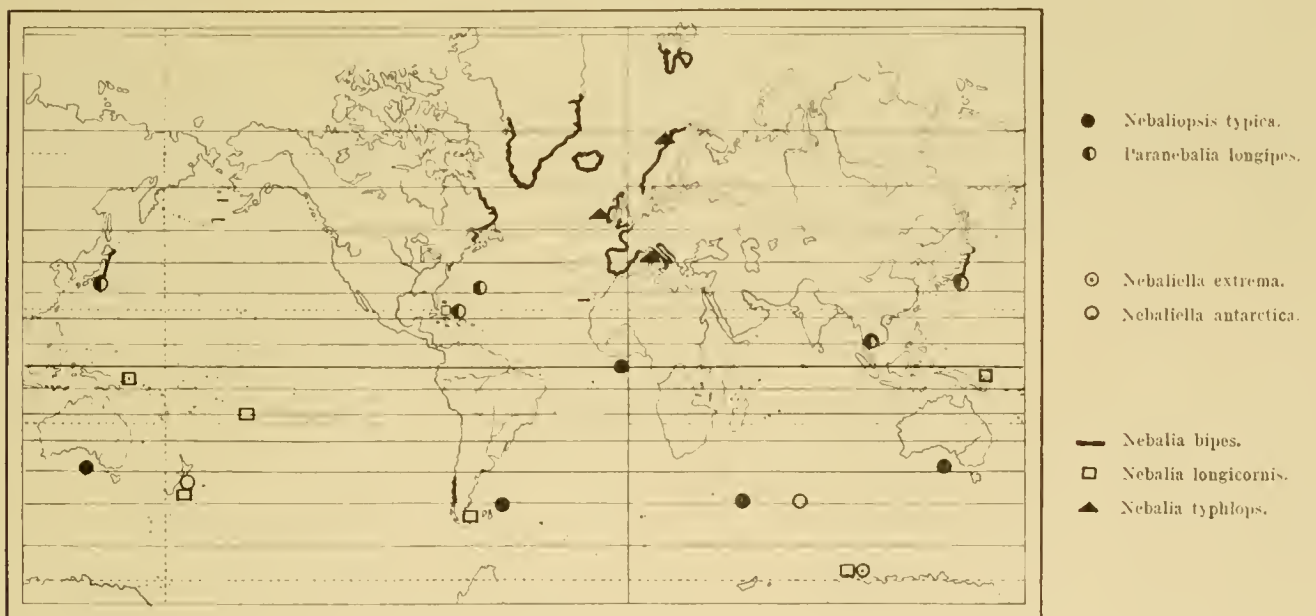 Nebaliopsis typica.
Paranebalia longipes.
Nebaliella extrema.
Nebaliella antarctica.
Nebalia bipes.
Nebalia longicornis.
Nebalia typhlops.